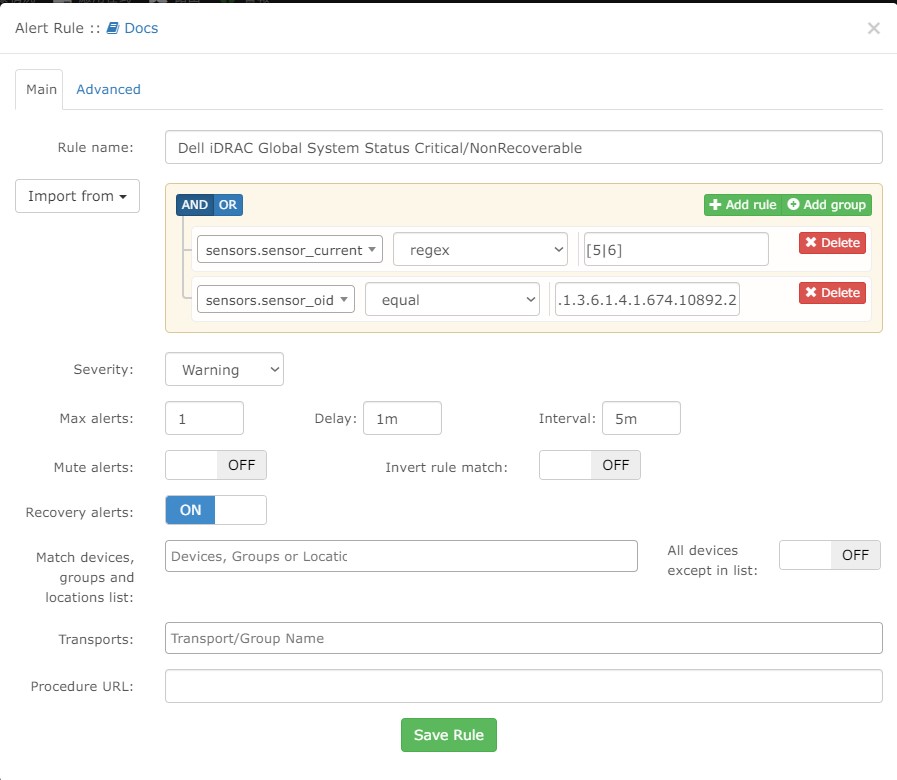 Alert Rule :: Docs ×
Main Advanced
Rule name: Dell iDRAC Global System Status Critical/NonRecoverable
Import from
AND OR Add rule Add group
sensors.sensor_current regex [5|6] Delete
sensors.sensor_oid equal .1.3.6.1.4.1.674.10892.2 Delete
Severity: Warning
Max alerts: 1 Delay: 1m Interval: 5m
Mute alerts: OFF Invert rule match: OFF
Recovery alerts: ON
Match devices,
groups and
locations list:
Devices, Groups or Locatic
All devices
except in list:
OFF
Transports: Transport/Group Name
Procedure URL:
Save Rule